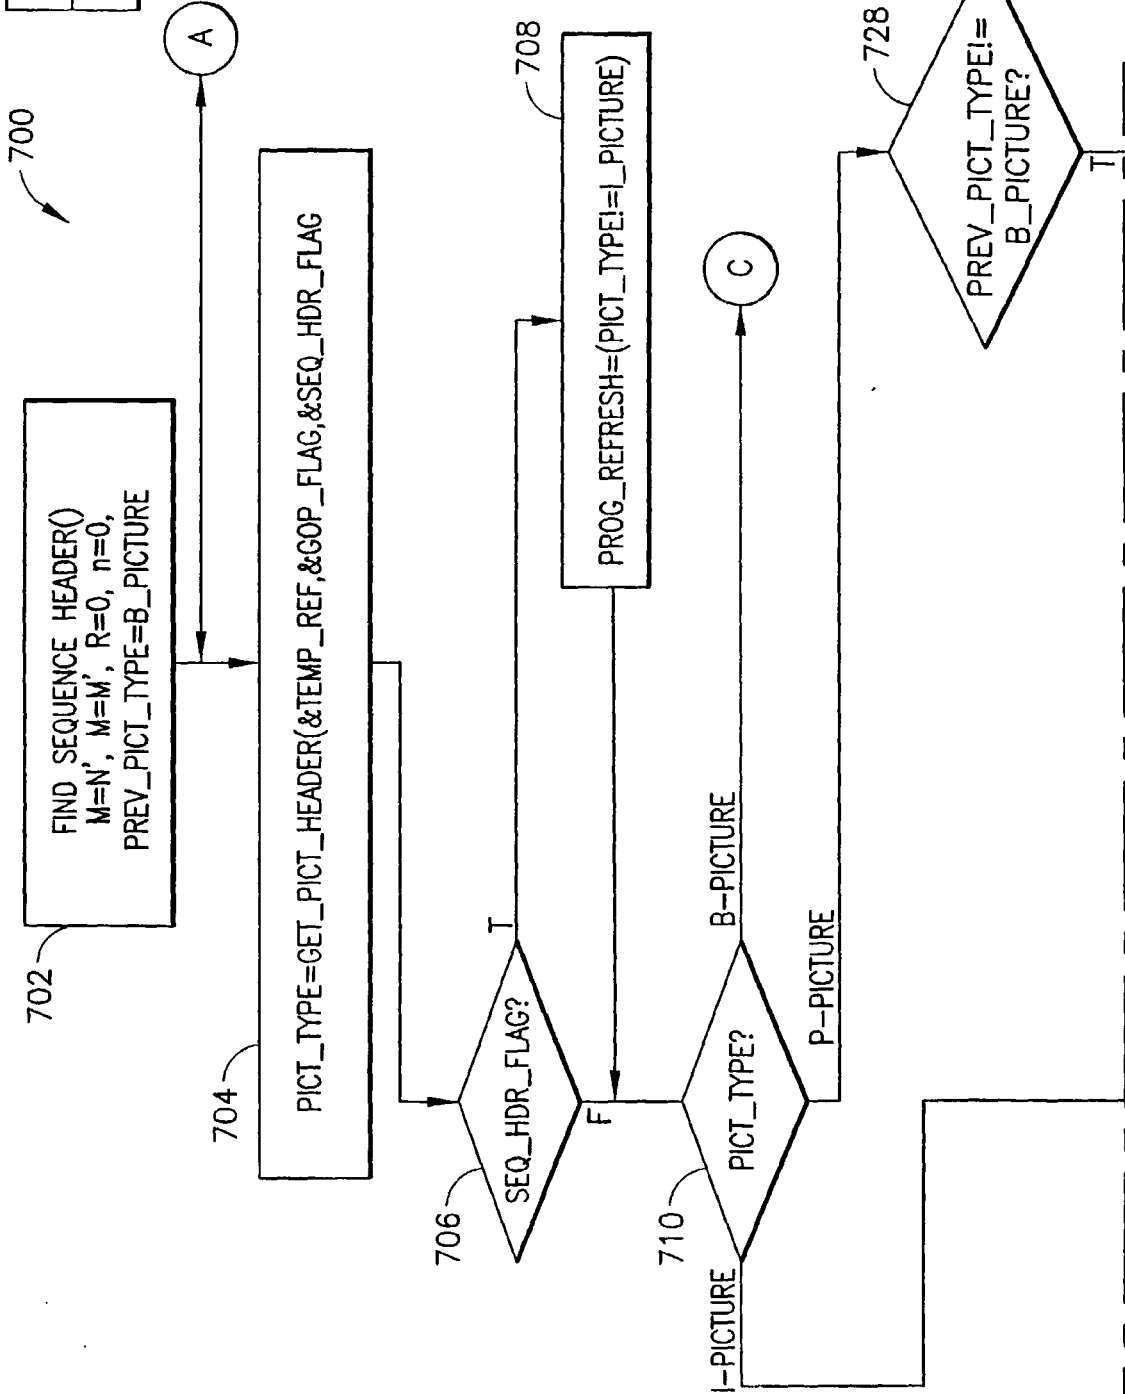 700
A
702
FIND SEQUENCE HEADER()
M=N', M=M', R=0, n=0,
PREV_PICT_TYPE=B_PICTURE
704
PICT_TYPE=GET_PICT_HEADER(&TEMP_REF,&GOP_FLAG,&SEQ_HDR_FLAG
706
SEQ_HDR_FLAG?
T
F
708
PROG_REFRESH=(PICT_TYPE!=I_PICTURE)
710
PICT_TYPE?
I-PICTURE
B-PICTURE
C
P-PICTURE
728
PREV_PICT_TYPE!=
B_PICTURE?
T